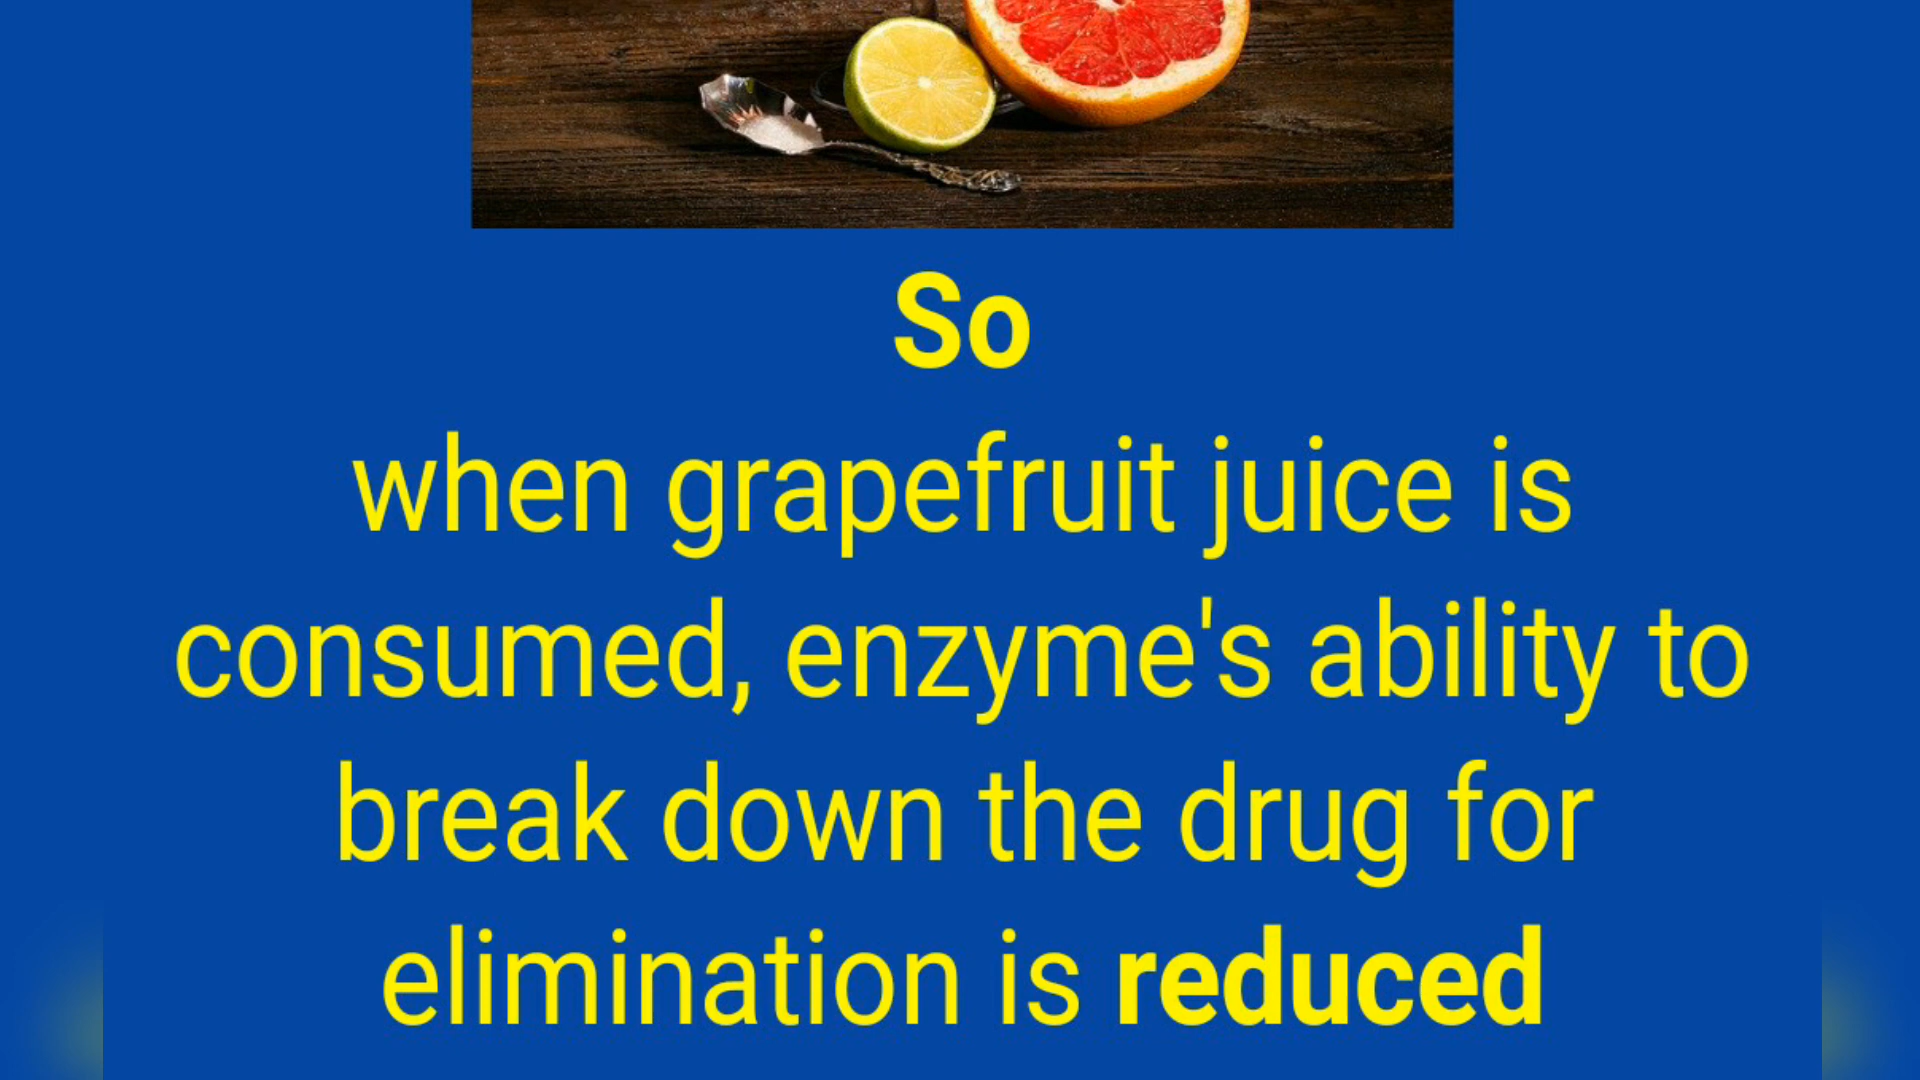 So
when grapefruit juice is
consumed, enzyme's ability to
break down the drug for
elimination is reduced